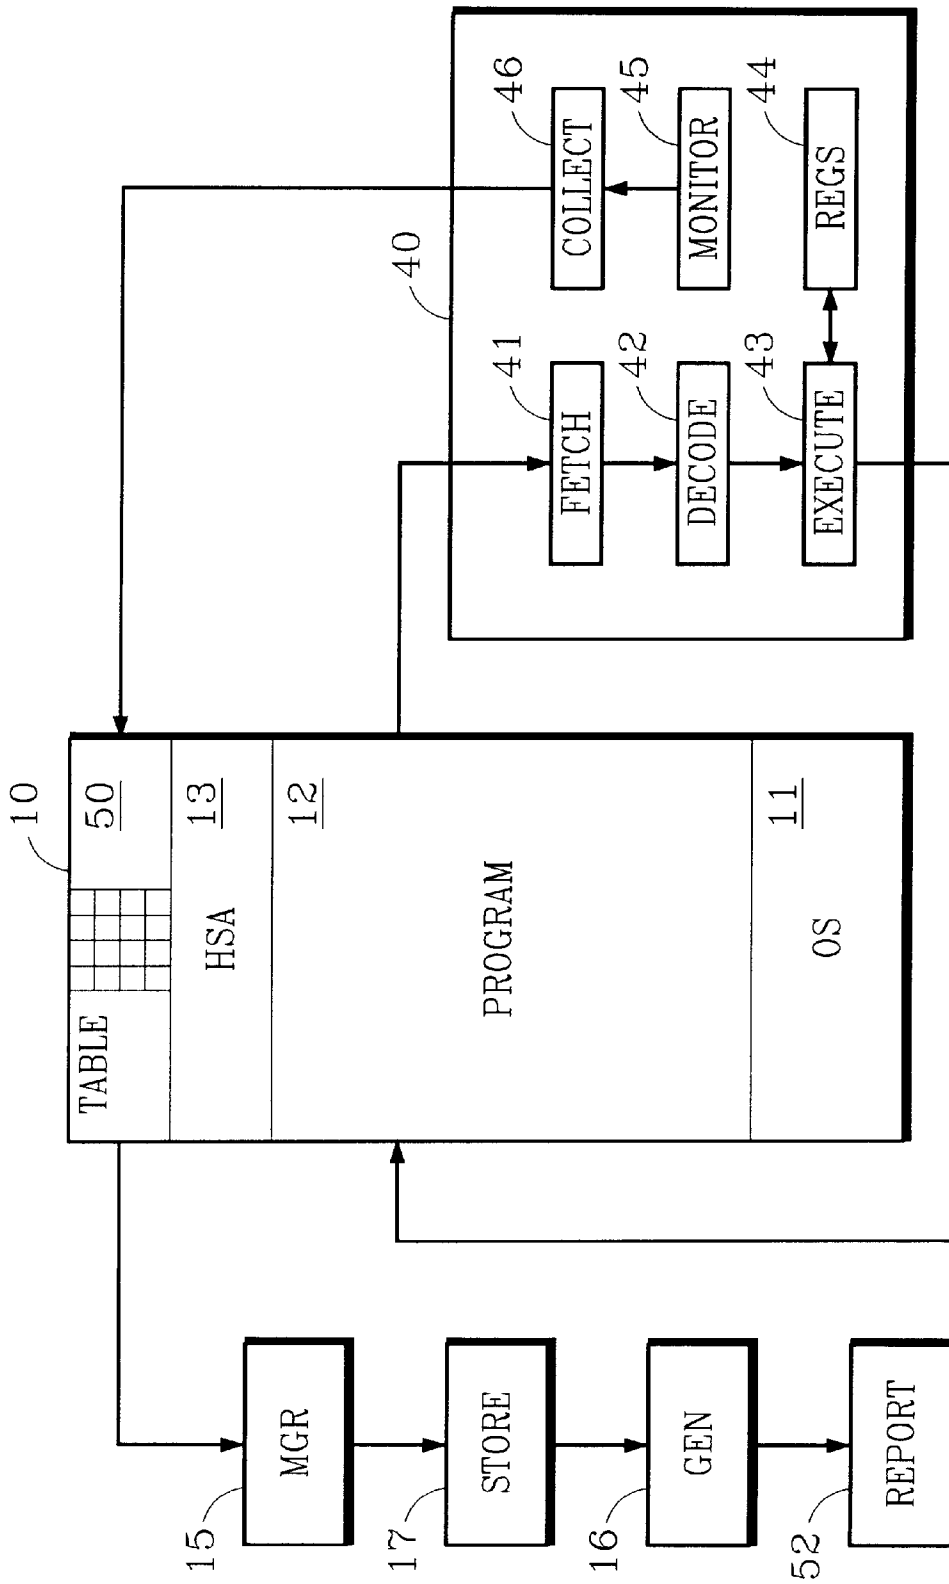 10
TABLE
50
HSA
13
PROGRAM
12
OS
11
MGR
15
STORE
17
GEN
16
REPORT
52
40
FETCH
41
DECODE
42
EXECUTE
43
REGS
44
MONITOR
45
COLLECT
46